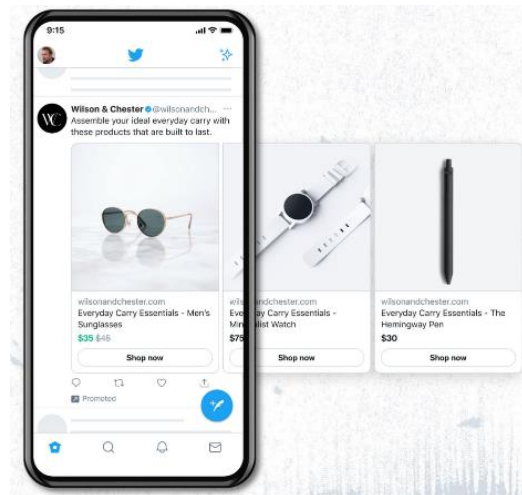 9:15
Wilson & Chester @wilsonandch... ...
Assemble your ideal everyday carry with
these products that are built to last.
WC
wilsonandchester.com
Everyday Carry Essentials - Men's
Sunglasses
$35 $45
Shop now
wilsonandchester.com
Everyday Carry Essentials -
Minimalist Watch
$75
Shop now
wilsonandchester.com
Everyday Carry Essentials - The
Hemingway Pen
$30
Shop now
Promoted